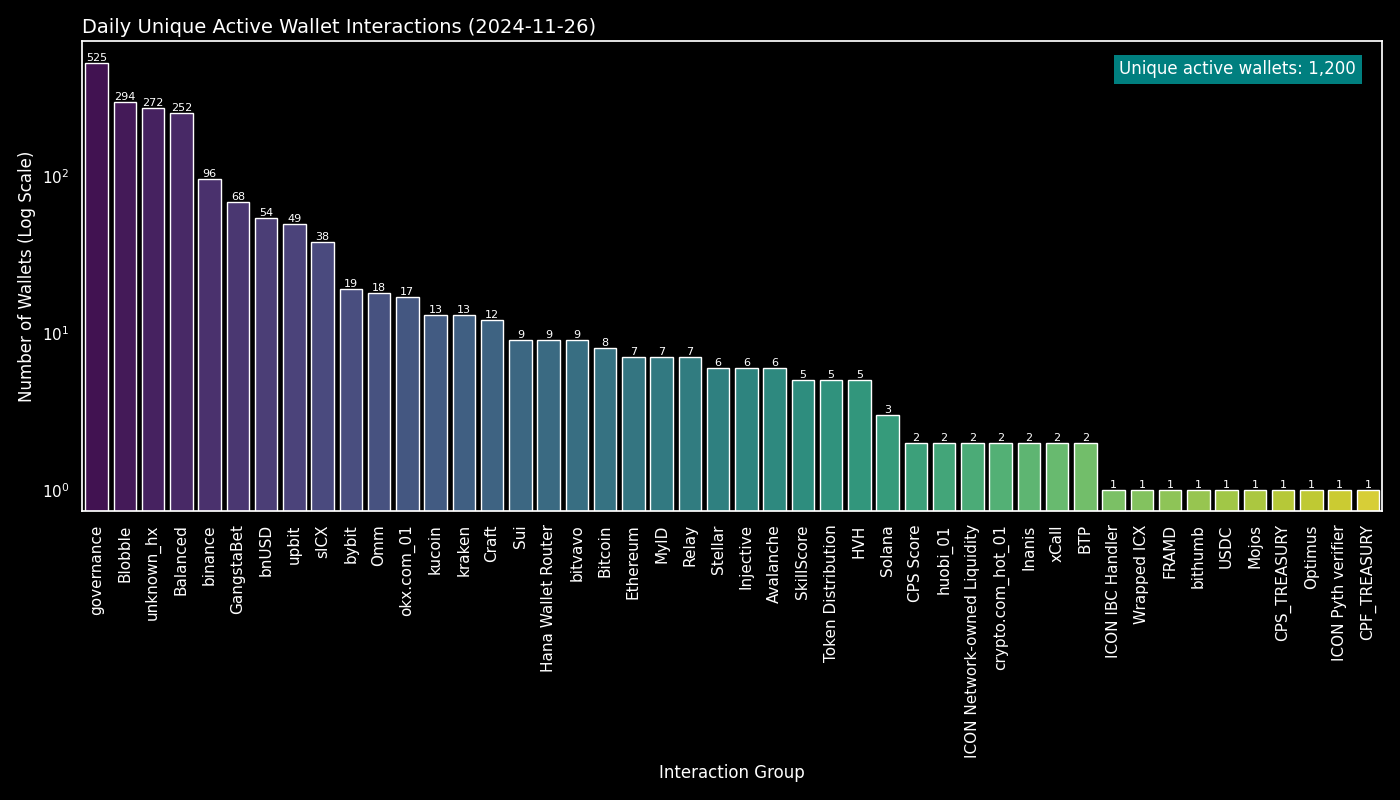 Daily Unique Active Wallet Interactions (2024-11-26)
Unique active wallets: 1,200
Number of Wallets (Log Scale)
10²
10¹
10⁰
525
294
272
252
96
68
54
49
38
19
18
17
13
13
12
9
9
9
8
7
7
7
6
6
6
5
5
5
3
2
2
2
2
2
2
2
1
1
1
1
1
1
1
1
1
1
governance
Blobble
unknown_hx
Balanced
binance
GangstaBet
bnUSD
upbit
sICX
bybit
Omm
okx.com_01
kucoin
kraken
Craft
Sui
Hana Wallet Router
bitvavo
Bitcoin
Ethereum
MyID
Relay
Stellar
Injective
Avalanche
SkillScore
Token Distribution
HVH
Solana
CPS Score
huobi_01
ICON Network-owned Liquidity
crypto.com_hot_01
Inanis
xCall
BTP
ICON IBC Handler
Wrapped ICX
FRAMD
bithumb
USDC
Mojos
CPS_TREASURY
Optimus
ICON Pyth verifier
CPF_TREASURY
Interaction Group